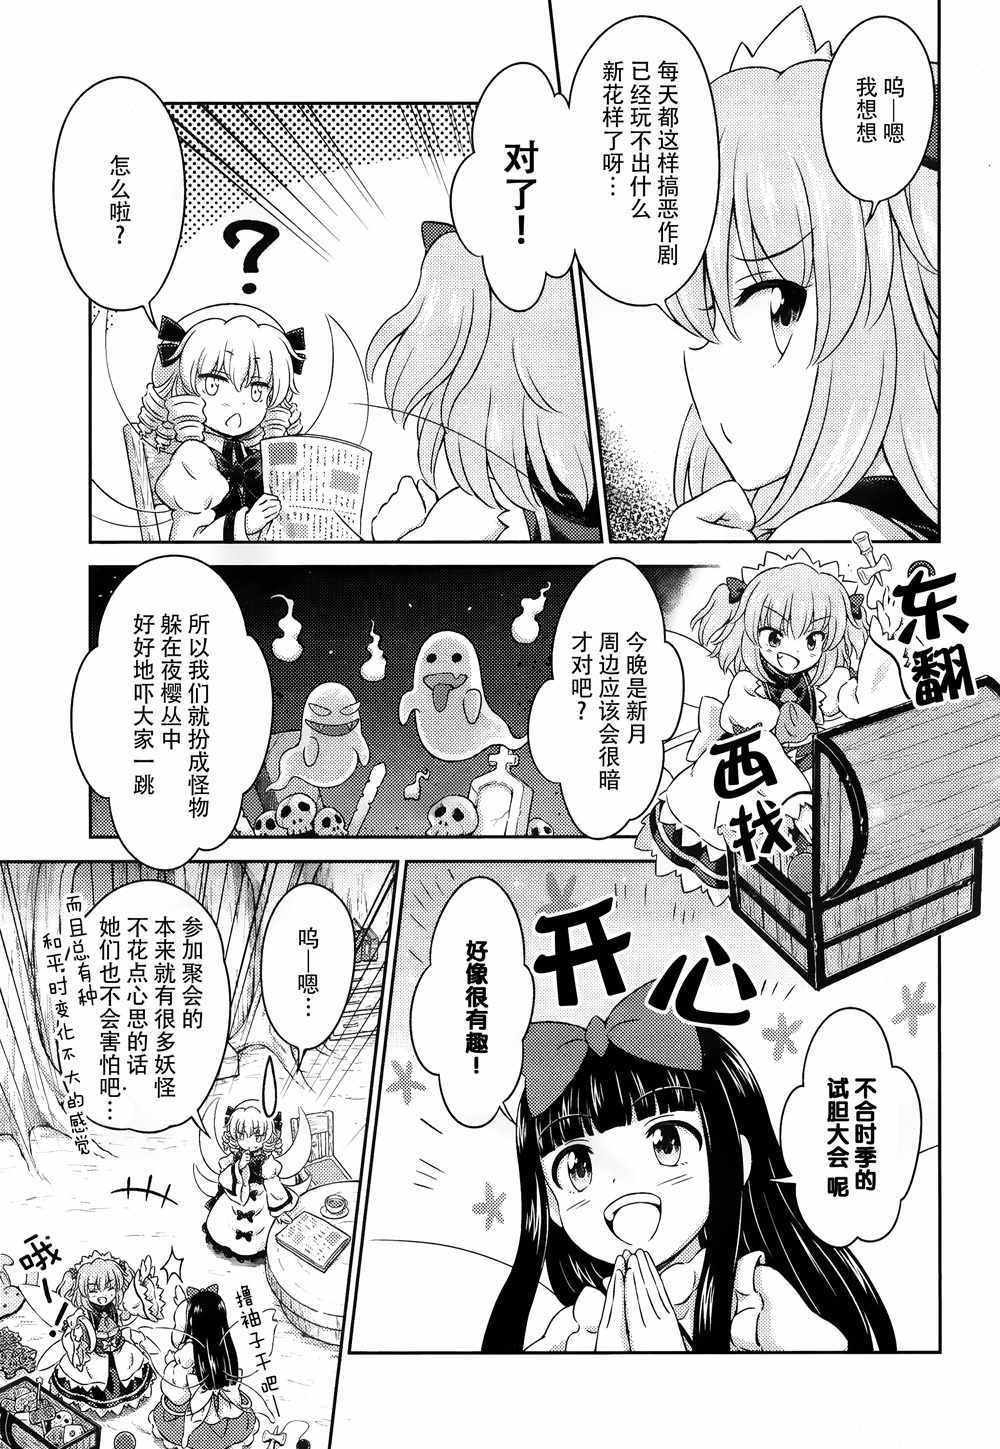 呜—嗯
我想想
每天都这样搞恶作剧
已经玩不出什么
新花样了呀…
对了！
？
怎么啦？
东翻
西找
今晚是新月
周边应该会很暗
才对吧？
所以我们就扮成怪物
躲在夜樱丛中
好好地吓大家一跳
开心
好像很有趣！
不合时季的
试胆大会 呢
呜—嗯…
参加聚会的
本来就有很多妖怪
不花点心思的话
她们也不会害怕吧…
而且总有种
和平时变化不大的感觉
哦—！
撸袖子干吧—